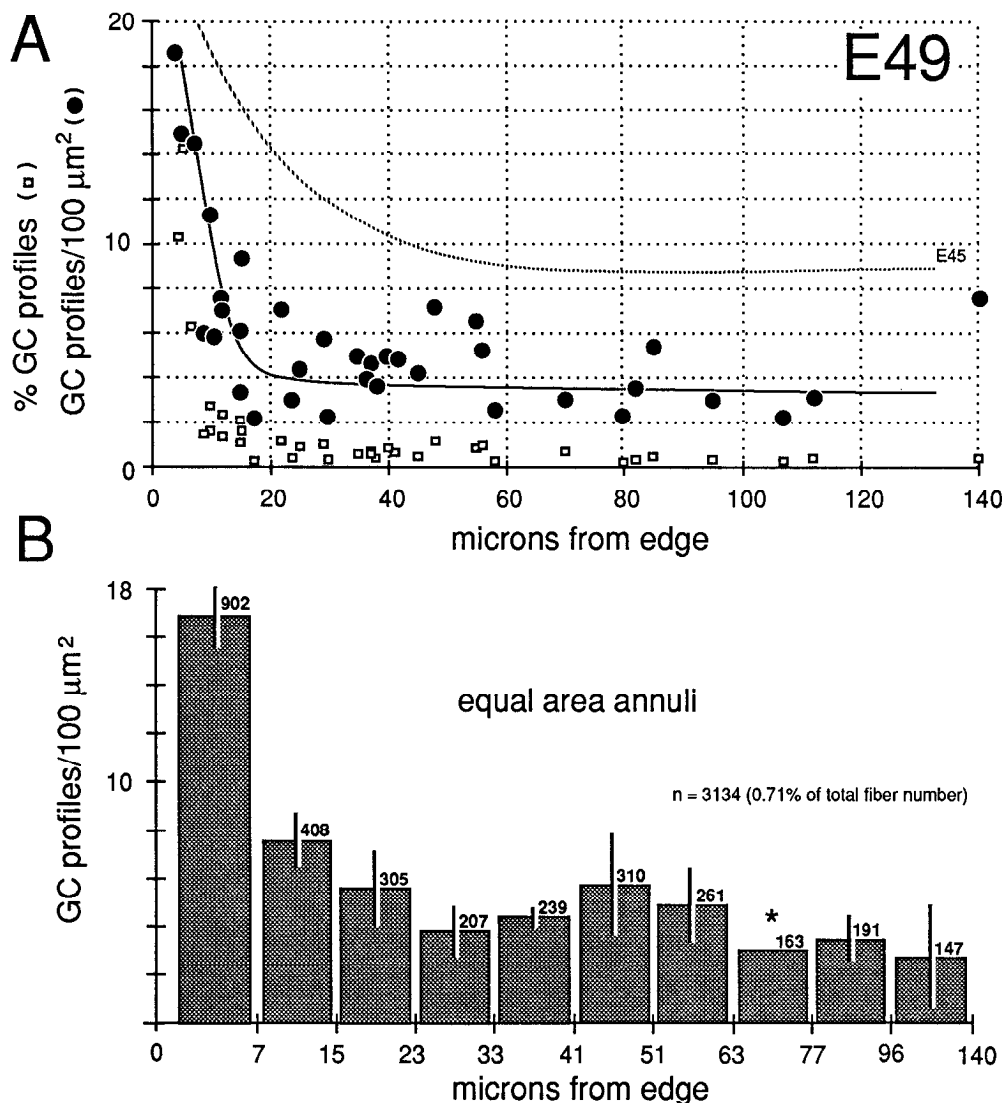 A
E49
% GC profiles (▫)
GC profiles/100 µm² (●)
20
10
0
E45
0 20 40 60 80 100 120 140
microns from edge
B
GC profiles/100 µm²
18
10
0
equal area annuli
n = 3134 (0.71% of total fiber number)
902
408
305
207
239
310
261
*
163
191
147
0 7 15 23 33 41 51 63 77 96 140
microns from edge